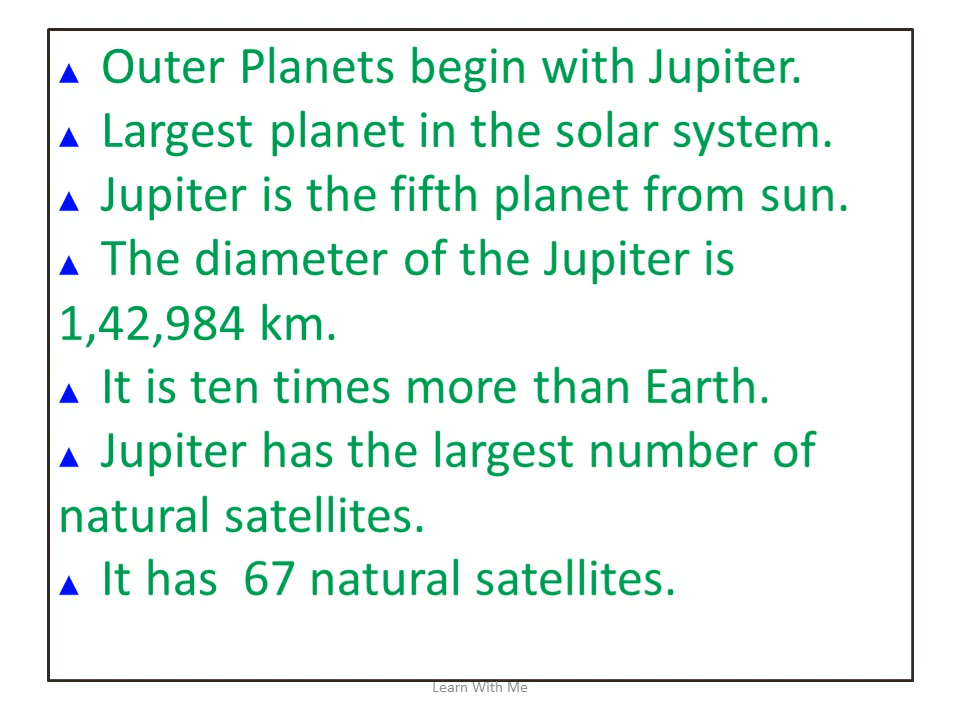 ▲ Outer Planets begin with Jupiter.
▲ Largest planet in the solar system.
▲ Jupiter is the fifth planet from sun.
▲ The diameter of the Jupiter is
1,42,984 km.
▲ It is ten times more than Earth.
▲ Jupiter has the largest number of
natural satellites.
▲ It has  67 natural satellites.
Learn With Me